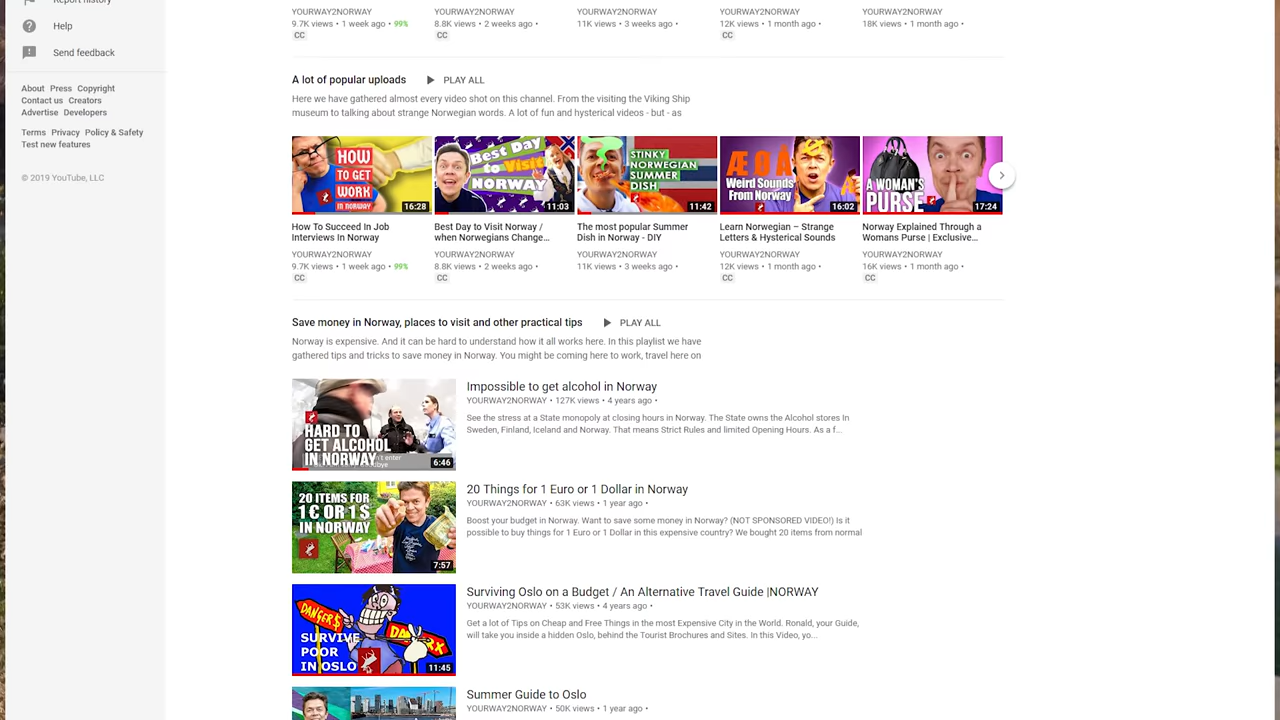 Report history
Help
Send feedback
About Press Copyright
Contact us Creators
Advertise Developers
Terms Privacy Policy & Safety
Test new features
© 2019 YouTube, LLC
YOURWAY2NORWAY
9.7K views • 1 week ago • 99%
CC
YOURWAY2NORWAY
8.8K views • 2 weeks ago •
CC
YOURWAY2NORWAY
11K views • 3 weeks ago •
YOURWAY2NORWAY
12K views • 1 month ago •
CC
YOURWAY2NORWAY
18K views • 1 month ago •
A lot of popular uploads PLAY ALL
Here we have gathered almost every video shot on this channel. From the visiting the Viking Ship
museum to talking about strange Norwegian words. A lot of fun and hysterical videos - but - as
HOW
TO GET
WORK
IN NORWAY
16:28
How To Succeed In Job
Interviews In Norway
YOURWAY2NORWAY
9.7K views • 1 week ago • 99%
CC
Best Day
to Visit
NORWAY
11:03
Best Day to Visit Norway /
when Norwegians Change…
YOURWAY2NORWAY
8.8K views • 2 weeks ago •
CC
STINKY
NORWEGIAN
SUMMER
DISH
11:42
The most popular Summer
Dish in Norway - DIY
YOURWAY2NORWAY
11K views • 3 weeks ago •
Æ Ø Å
Weird Sounds
From Norway
16:02
Learn Norwegian – Strange
Letters & Hysterical Sounds
YOURWAY2NORWAY
12K views • 1 month ago •
CC
A WOMAN'S
PURSE
17:24
Norway Explained Through a
Womans Purse | Exclusive…
YOURWAY2NORWAY
16K views • 1 month ago •
CC
Save money in Norway, places to visit and other practical tips PLAY ALL
Norway is expensive. And it can be hard to understand how it all works here. In this playlist we have
gathered tips and tricks to save money in Norway. You might be coming here to work, travel here on
HARD TO
GET ALCOHOL
IN NORWAY
6:46
Impossible to get alcohol in Norway
YOURWAY2NORWAY • 127K views • 4 years ago •
See the stress at a State monopoly at closing hours in Norway. The State owns the Alcohol stores In
Sweden, Finland, Iceland and Norway. That means Strict Rules and limited Opening Hours. As a f...
20 ITEMS FOR
1 € OR 1 $
IN NORWAY
7:57
20 Things for 1 Euro or 1 Dollar in Norway
YOURWAY2NORWAY • 63K views • 1 year ago •
Boost your budget in Norway. Want to save some money in Norway? (NOT SPONSORED VIDEO!) Is it
possible to buy things for 1 Euro or 1 Dollar in this expensive country? We bought 20 items from normal
DANGERS
SURVIVE
POOR
IN OSLO
11:45
Surviving Oslo on a Budget / An Alternative Travel Guide |NORWAY
YOURWAY2NORWAY • 53K views • 4 years ago •
Get a lot of Tips on Cheap and Free Things in the most Expensive City in the World. Ronald, your Guide,
will take you inside a hidden Oslo, behind the Tourist Brochures and Sites. In this Video, yo...
Summer Guide to Oslo
YOURWAY2NORWAY • 50K views • 1 year ago •